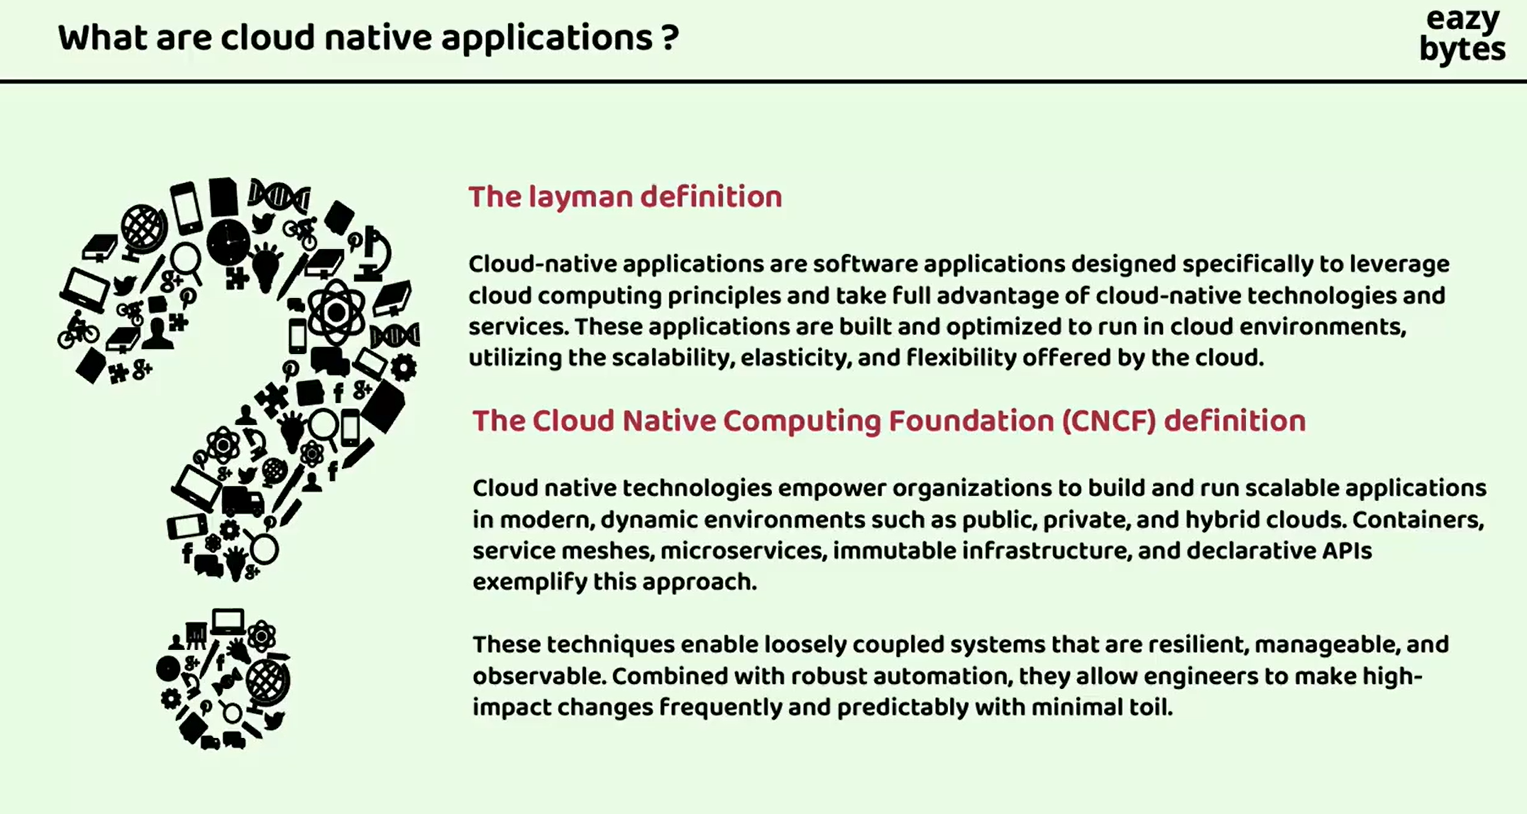 What are cloud native applications ?
eazy
bytes
The layman definition
Cloud-native applications are software applications designed specifically to leverage
cloud computing principles and take full advantage of cloud-native technologies and
services. These applications are built and optimized to run in cloud environments,
utilizing the scalability, elasticity, and flexibility offered by the cloud.
The Cloud Native Computing Foundation (CNCF) definition
Cloud native technologies empower organizations to build and run scalable applications
in modern, dynamic environments such as public, private, and hybrid clouds. Containers,
service meshes, microservices, immutable infrastructure, and declarative APIs
exemplify this approach.
These techniques enable loosely coupled systems that are resilient, manageable, and
observable. Combined with robust automation, they allow engineers to make high-
impact changes frequently and predictably with minimal toil.